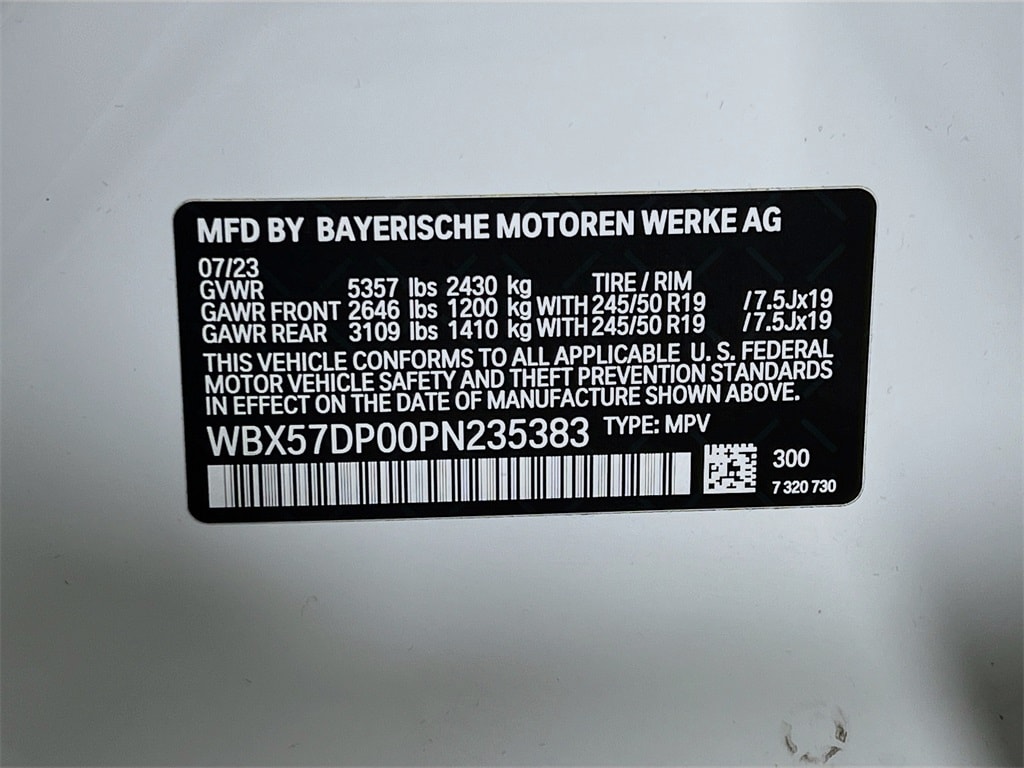 MFD BY BAYERISCHE MOTOREN WERKE AG
07/23
GVWR 5357 lbs 2430 kg TIRE / RIM
GAWR FRONT 2646 lbs 1200 kg WITH 245/50 R19 /7.5Jx19
GAWR REAR 3109 lbs 1410 kg WITH 245/50 R19 /7.5Jx19
THIS VEHICLE CONFORMS TO ALL APPLICABLE U. S. FEDERAL
MOTOR VEHICLE SAFETY AND THEFT PREVENTION STANDARDS
IN EFFECT ON THE DATE OF MANUFACTURE SHOWN ABOVE.
WBX57DP00PN235383 TYPE: MPV
300
7 320 730